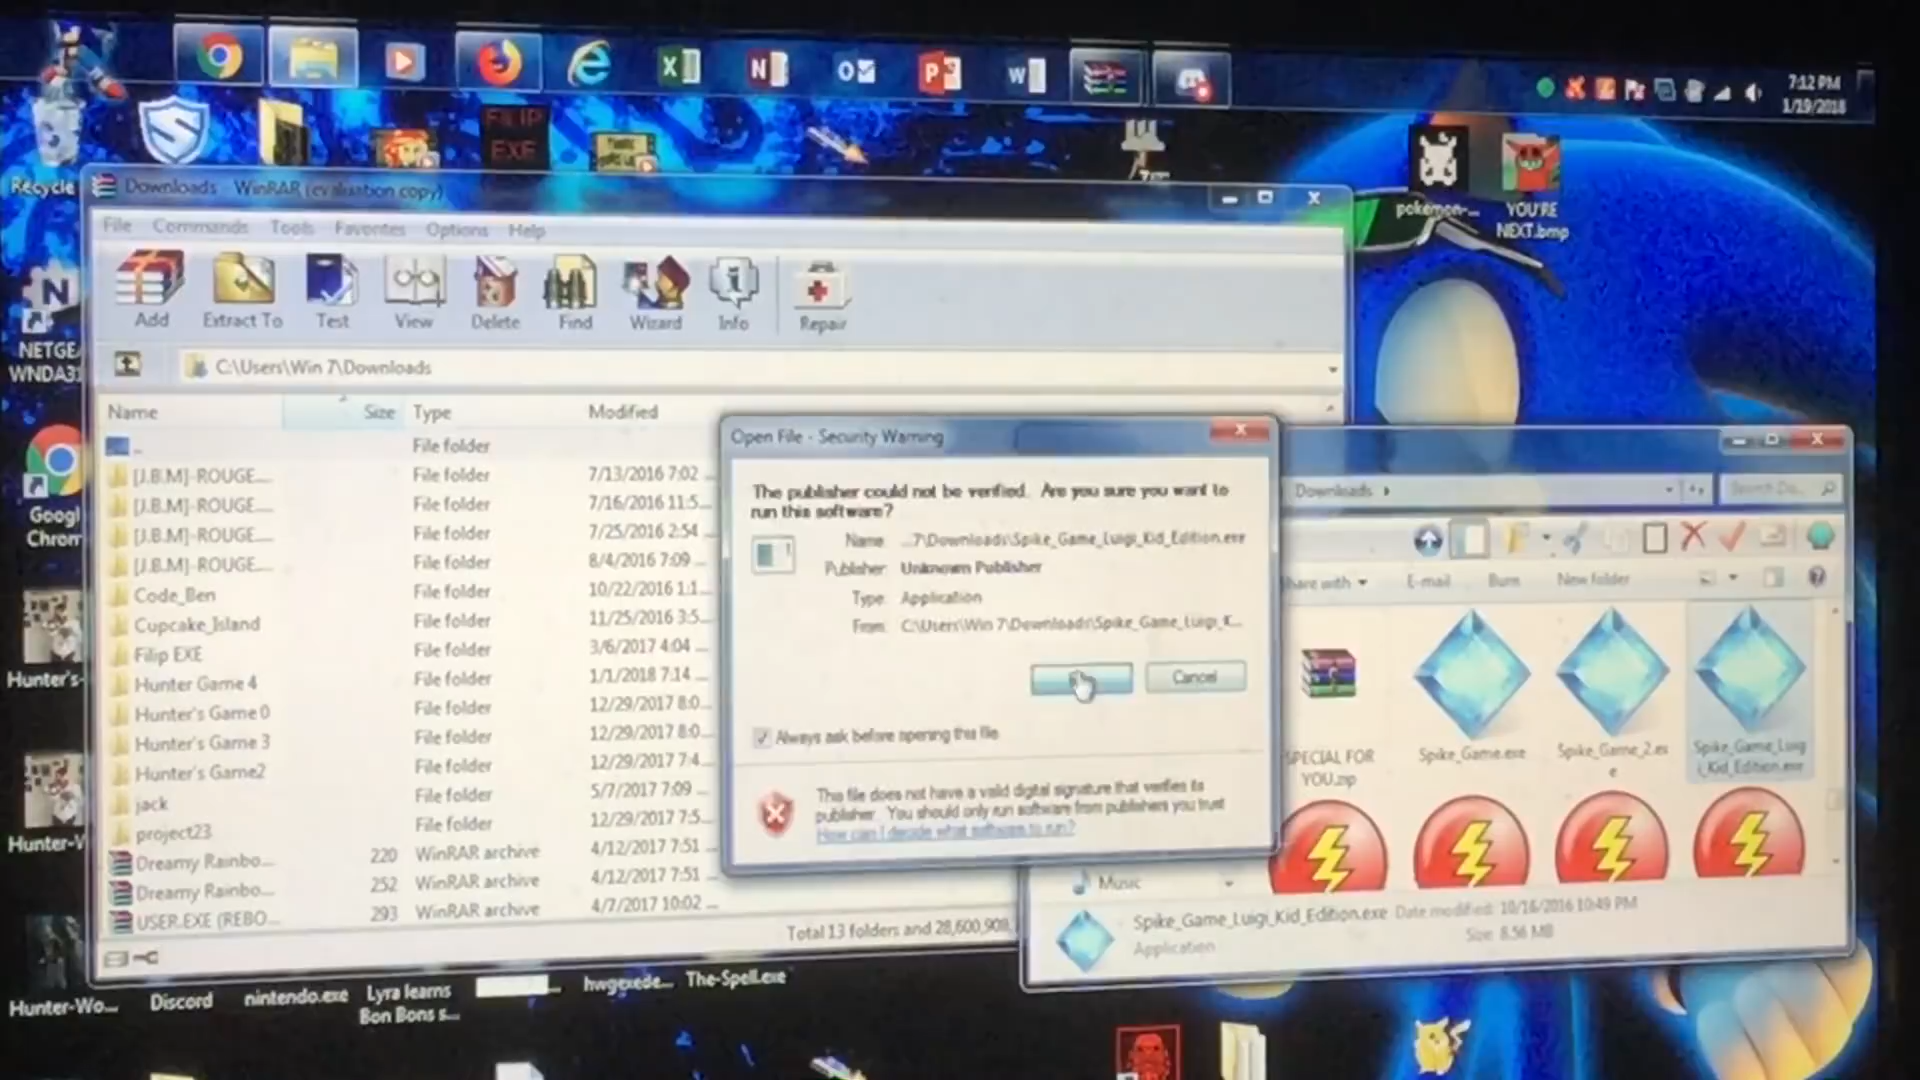 7:12 PM
1/19/2018
FILIP
EXE
Recycle
pokemon-...
YOU'RE
NEXT.bmp
NETGE
WNDA31
Googl
Chrom
Hunter's-
Hunter-V
Hunter-Wo...
Discord
nintendo.exe
Lyra learns
Bon Bons s...
hwgexede...
The-Spell.exe
Downloads - WinRAR (evaluation copy)
File Commands Tools Favorites Options Help
Add Extract To Test View Delete Find Wizard Info Repair
C:\Users\Win 7\Downloads
Name Size Type Modified
.. File folder
[J.B.M]-ROUGE.... File folder 7/13/2016 7:02 ...
[J.B.M]-ROUGE.... File folder 7/16/2016 11:5...
[J.B.M]-ROUGE.... File folder 7/25/2016 2:54 ...
[J.B.M]-ROUGE.... File folder 8/4/2016 7:09 ...
Code_Ben File folder 10/22/2016 1:1...
Cupcake_Island File folder 11/25/2016 3:5...
Filip EXE File folder 3/6/2017 4:04 ...
Hunter Game 4 File folder 1/1/2018 7:14 ...
Hunter's Game 0 File folder 12/29/2017 8:0...
Hunter's Game 3 File folder 12/29/2017 8:0...
Hunter's Game2 File folder 12/29/2017 7:4...
jack File folder 5/7/2017 7:09 ...
project23 File folder 12/29/2017 7:5...
Dreamy Rainbo... 220 WinRAR archive 4/12/2017 7:51 ...
Dreamy Rainbo... 252 WinRAR archive 4/12/2017 7:51 ...
USER.EXE (REBO... 293 WinRAR archive 4/7/2017 10:02 ...
Total 13 folders and 28,600,908,
Open File - Security Warning
The publisher could not be verified. Are you sure you want to
run this software?
Name: ...7\Downloads\Spike_Game_Luigi_Kid_Edition.exe
Publisher: Unknown Publisher
Type: Application
From: C:\Users\Win 7\Downloads\Spike_Game_Luigi_K...
Cancel
Always ask before opening this file
This file does not have a valid digital signature that verifies its
publisher. You should only run software from publishers you trust.
How can I decide what software to run?
Downloads
Share with E-mail Burn New folder
SPECIAL FOR
YOU.zip
Spike_Game.exe
Spike_Game_2.ex
e
Spike_Game_Luig
i_Kid_Edition.exe
Music
Spike_Game_Luigi_Kid_Edition.exe Date modified: 10/16/2016 10:49 PM
Application Size: 8.56 MB